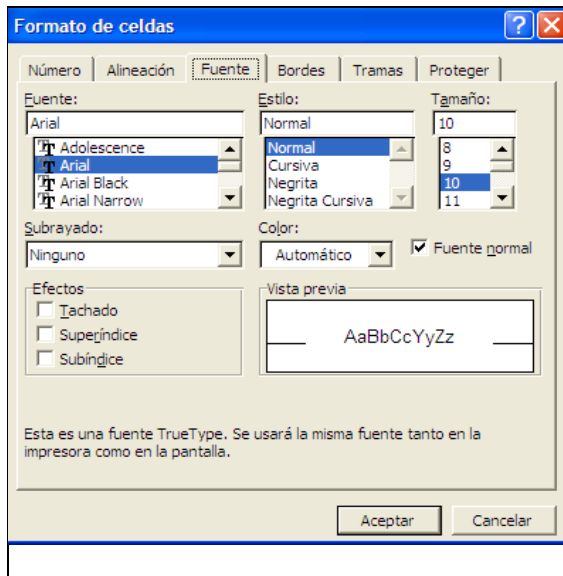 Formato de celdas
Número Alineación Fuente Bordes Tramas Proteger
Fuente: Estilo: Tamaño:
Arial Normal 10
Adolescence Normal 8
Arial Cursiva 9
Arial Black Negrita 10
Arial Narrow Negrita Cursiva 11
Subrayado: Color:
Ninguno Automático Fuente normal
Efectos Vista previa
Tachado
Superíndice AaBbCcYyZz
Subíndice
Esta es una fuente TrueType. Se usará la misma fuente tanto en la
impresora como en la pantalla.
Aceptar Cancelar